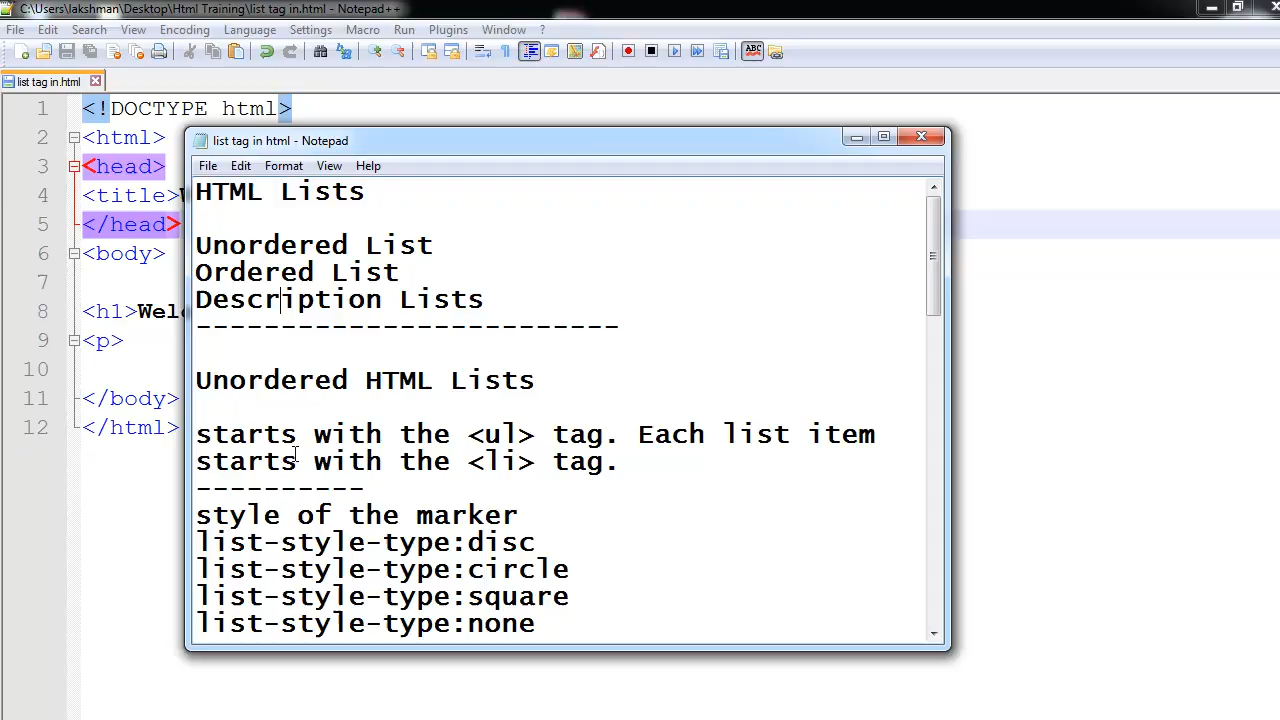 C:\Users\lakshman\Desktop\Html Training\list tag in.html - Notepad++
File Edit Search View Encoding Language Settings Macro Run Plugins Window ?
ABC
list tag in.html
1 <!DOCTYPE html>
2 <html>
3 <head>
4 <title>
5 </head>
6 <body>
7
8 <h1>Welc
9 <p>
10
11 </body>
12 </html>
list tag in html - Notepad
File Edit Format View Help
HTML Lists
Unordered List
Ordered List
Description Lists
-------------------------
Unordered HTML Lists
starts with the <ul> tag. Each list item
starts with the <li> tag.
----------
style of the marker
list-style-type:disc
list-style-type:circle
list-style-type:square
list-style-type:none